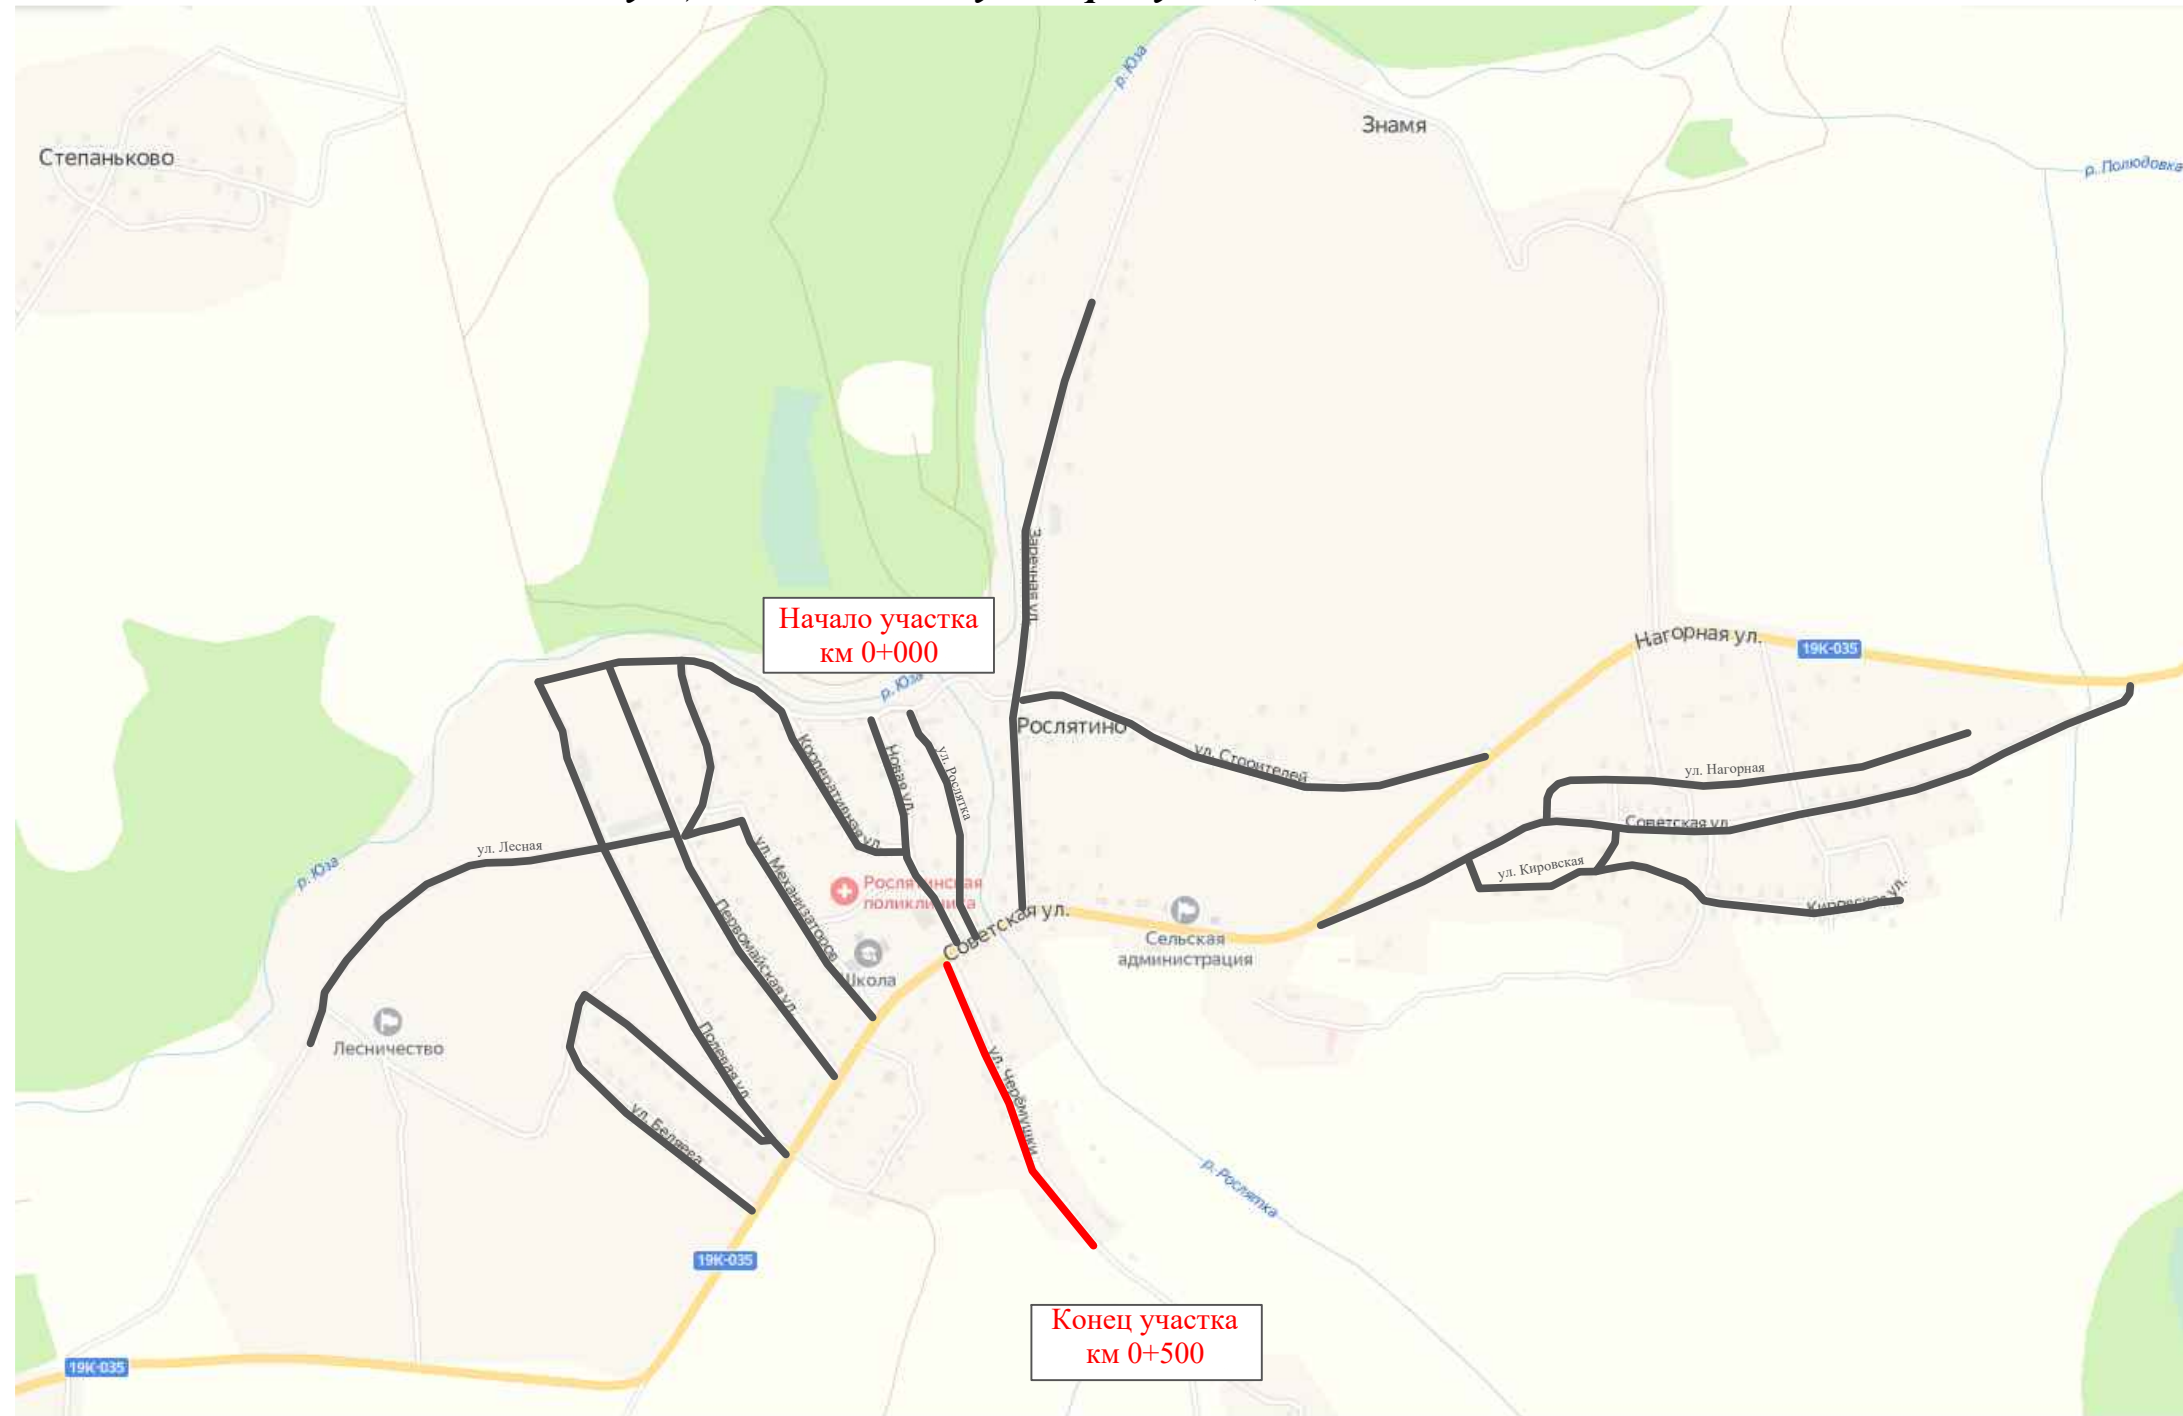 р. Юза
Знамя
Степаньково
р. Полюдовка
Заречная ул.
Начало участка
км 0+000
Нагорная ул.
19К-035
р. Юза
Рослятино
ул. Строителей
Кооперативная ул.
Новая ул.
ул. Рослятка
ул. Нагорная
Советская ул.
ул. Лесная
р. Юза
ул. Механизаторов
Рослятинская
поликлиника
ул. Кировская
Кировская ул.
Первомайская ул.
Советская ул.
Сельская
администрация
Школа
Лесничество
Полевая ул.
ул. Черёмушки
ул. Беляева
р. Рослятка
19К-035
Конец участка
км 0+500
19К-035